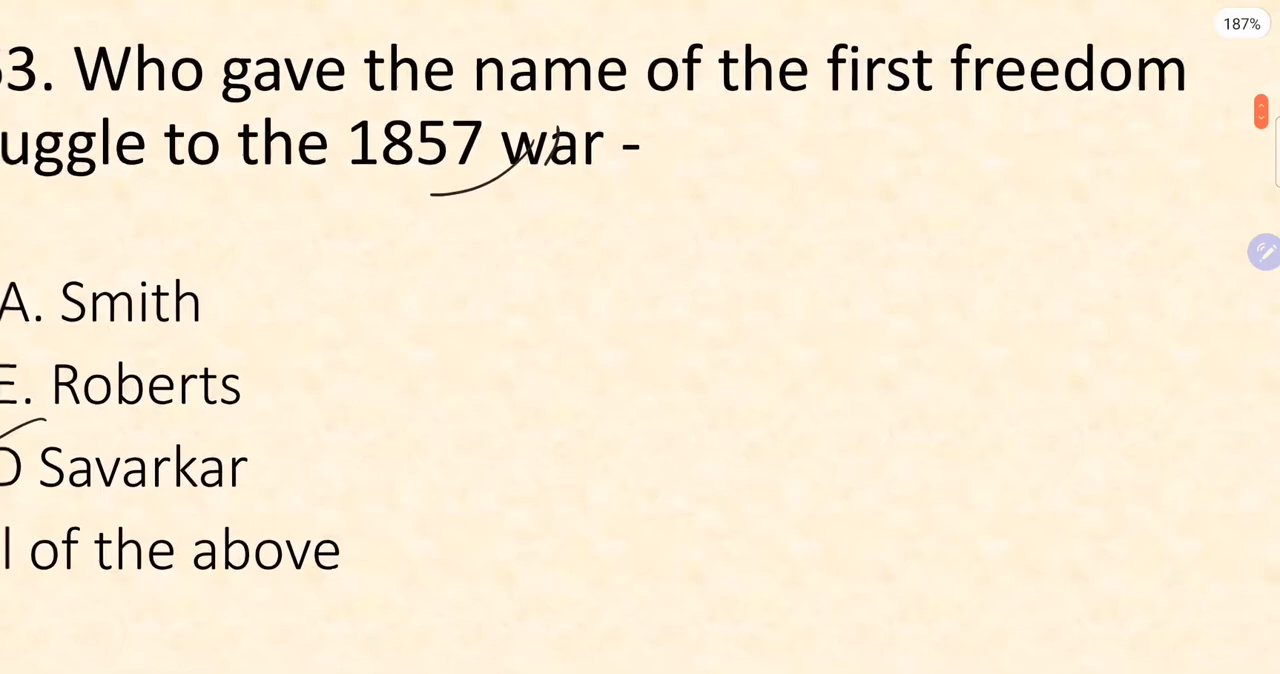 187%
3. Who gave the name of the first freedom
uggle to the 1857 war -
A. Smith
E. Roberts
D Savarkar
l of the above